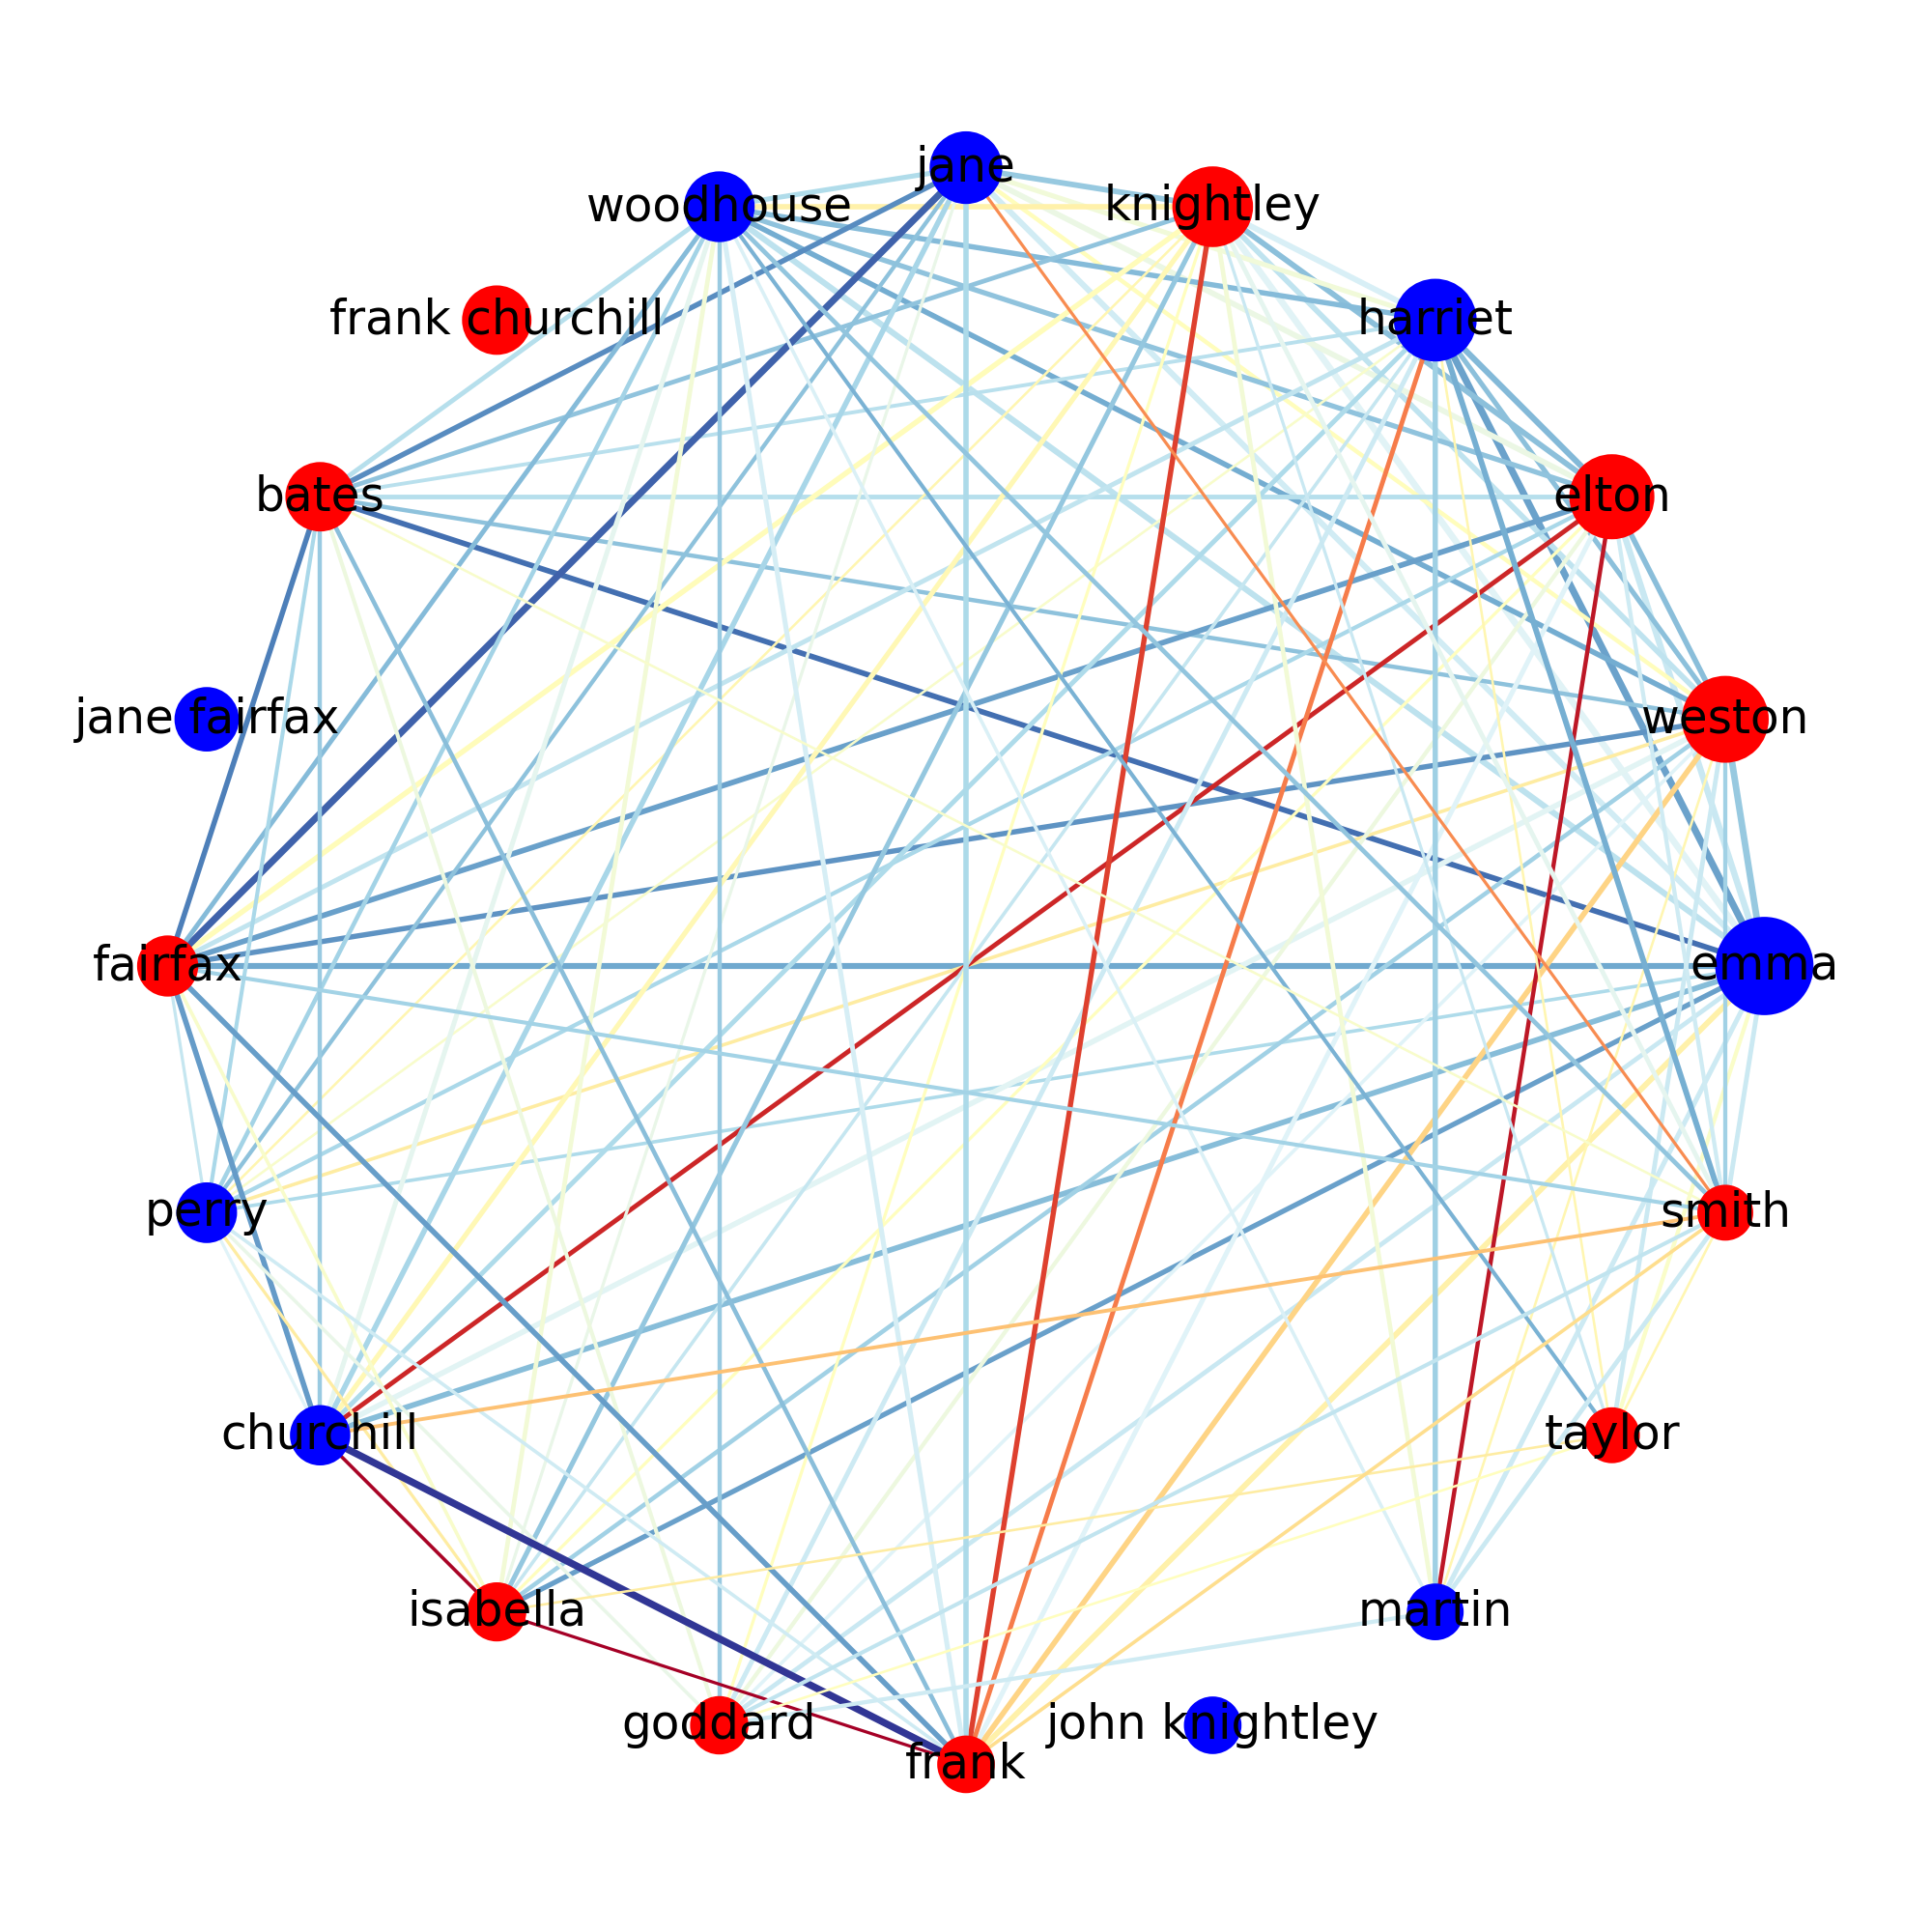 jane
woodhouse
knightley
frank churchill
harriet
bates
elton
jane fairfax
weston
fairfax
emma
perry
smith
churchill
taylor
isabella
martin
goddard
john knightley
frank